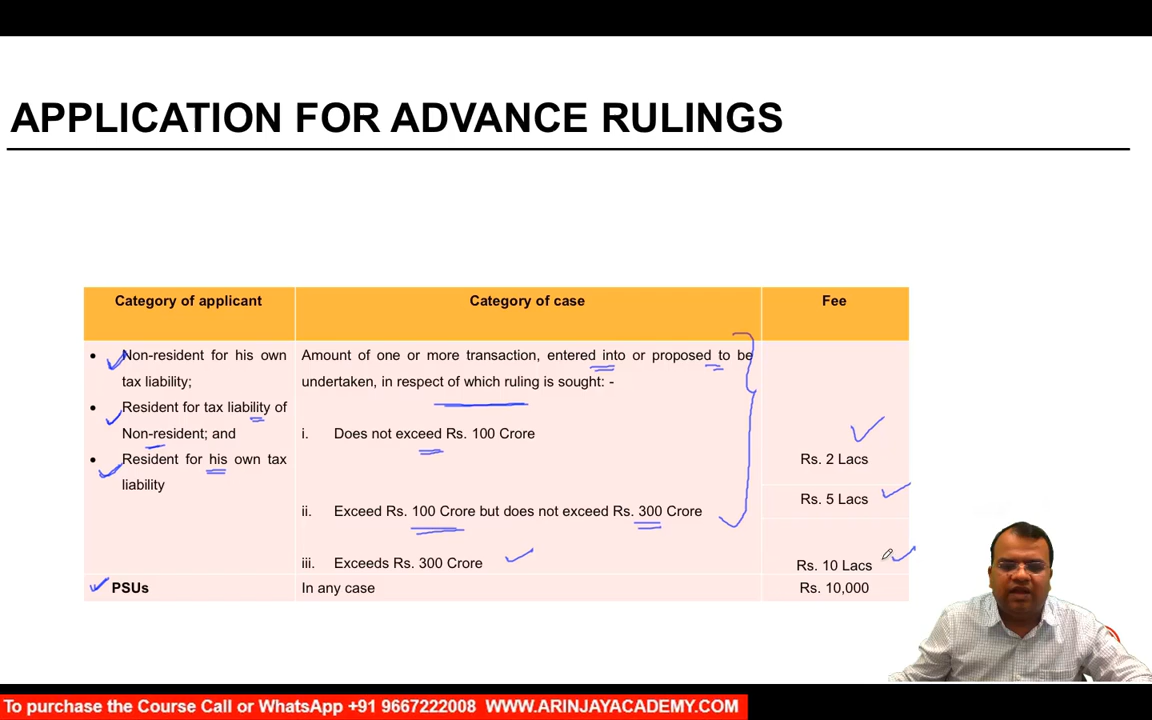 APPLICATION FOR ADVANCE RULINGS
Category of applicant
Category of case
Fee
• Non-resident for his own
tax liability;
• Resident for tax liability of
Non-resident; and
• Resident for his own tax
liability
Amount of one or more transaction, entered into or proposed to be
undertaken, in respect of which ruling is sought: -
i. Does not exceed Rs. 100 Crore
ii. Exceed Rs. 100 Crore but does not exceed Rs. 300 Crore
iii. Exceeds Rs. 300 Crore
Rs. 2 Lacs
Rs. 5 Lacs
Rs. 10 Lacs
PSUs
In any case
Rs. 10,000
To purchase the Course Call or WhatsApp +91 9667222008 WWW.ARINJAYACADEMY.COM